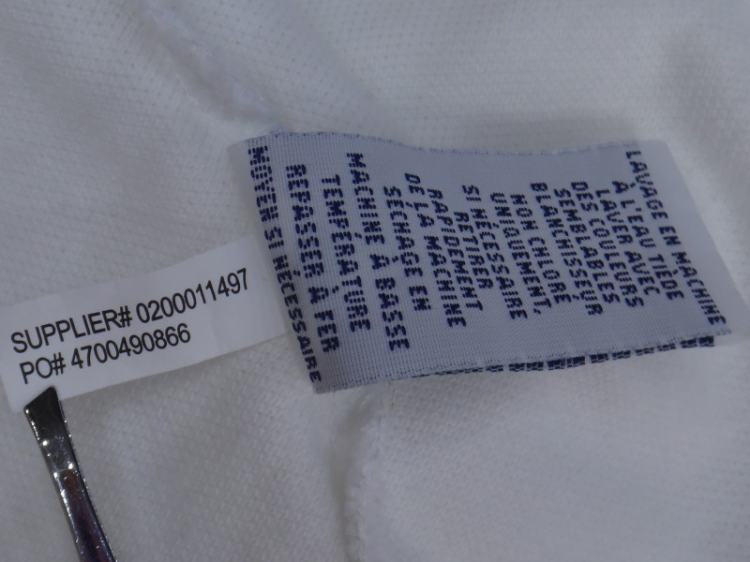 SUPPLIER# 0200011497
PO# 4700490866
LAVAGE EN MACHINE
À L'EAU TIÈDE
LAVER AVEC
DES COULEURS
SEMBLABLES
BLANCHISSEUR
NON CHLORE
UNIQUEMENT,
SI NÉCESSAIRE
RETIRER
RAPIDEMENT
DE LA MACHINE
SÉCHAGE EN
MACHINE À BASSE
TEMPÉRATURE
REPASSER À FER
MOYEN SI NÉCESSAIRE